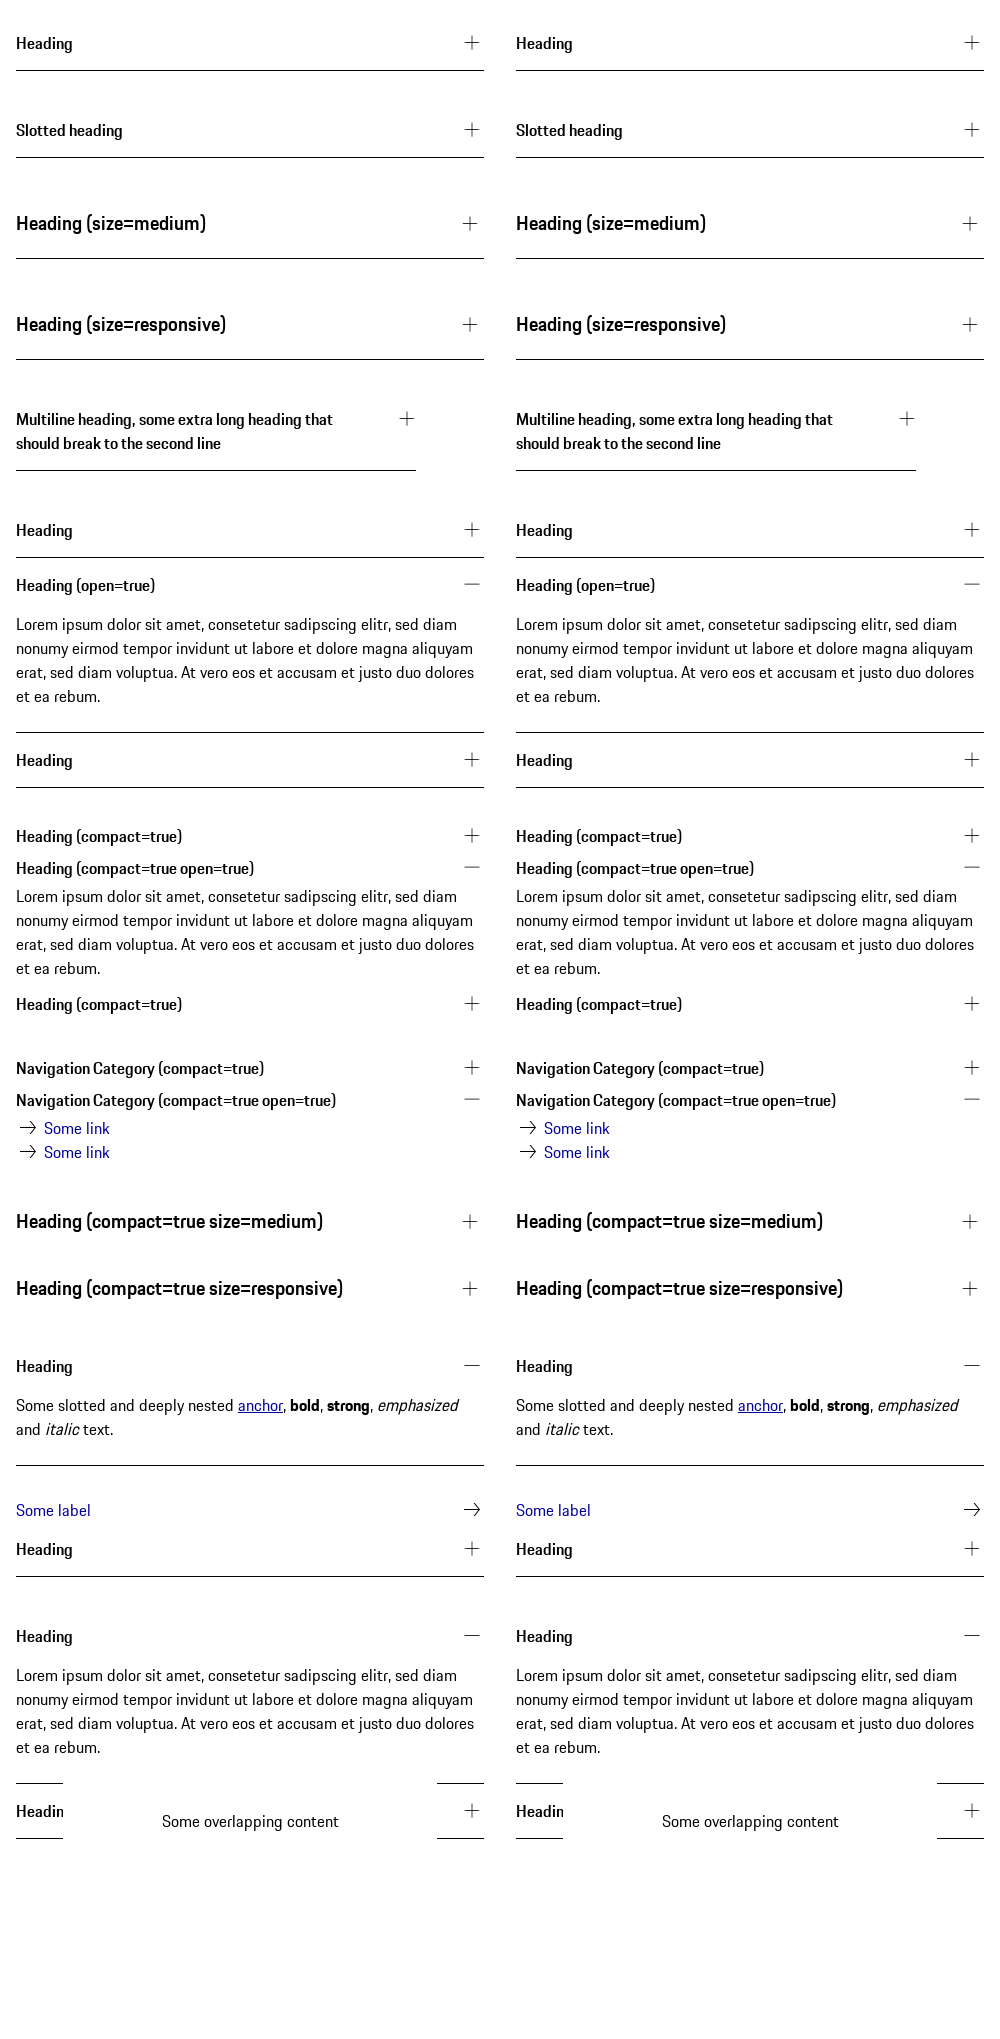 Heading
Slotted heading
Heading (size=medium)
Heading (size=responsive)
Multiline heading, some extra long heading that
should break to the second line
Heading
Heading (open=true)
Lorem ipsum dolor sit amet, consetetur sadipscing elitr, sed diam
nonumy eirmod tempor invidunt ut labore et dolore magna aliquyam
erat, sed diam voluptua. At vero eos et accusam et justo duo dolores
et ea rebum.
Heading
Heading (compact=true)
Heading (compact=true open=true)
Lorem ipsum dolor sit amet, consetetur sadipscing elitr, sed diam
nonumy eirmod tempor invidunt ut labore et dolore magna aliquyam
erat, sed diam voluptua. At vero eos et accusam et justo duo dolores
et ea rebum.
Heading (compact=true)
Navigation Category (compact=true)
Navigation Category (compact=true open=true)
Some link
Some link
Heading (compact=true size=medium)
Heading (compact=true size=responsive)
Heading
Some slotted and deeply nested anchor, bold, strong, emphasized
and italic text.
Some label
Heading
Heading
Lorem ipsum dolor sit amet, consetetur sadipscing elitr, sed diam
nonumy eirmod tempor invidunt ut labore et dolore magna aliquyam
erat, sed diam voluptua. At vero eos et accusam et justo duo dolores
et ea rebum.
Headin
Some overlapping content
Heading
Slotted heading
Heading (size=medium)
Heading (size=responsive)
Multiline heading, some extra long heading that
should break to the second line
Heading
Heading (open=true)
Lorem ipsum dolor sit amet, consetetur sadipscing elitr, sed diam
nonumy eirmod tempor invidunt ut labore et dolore magna aliquyam
erat, sed diam voluptua. At vero eos et accusam et justo duo dolores
et ea rebum.
Heading
Heading (compact=true)
Heading (compact=true open=true)
Lorem ipsum dolor sit amet, consetetur sadipscing elitr, sed diam
nonumy eirmod tempor invidunt ut labore et dolore magna aliquyam
erat, sed diam voluptua. At vero eos et accusam et justo duo dolores
et ea rebum.
Heading (compact=true)
Navigation Category (compact=true)
Navigation Category (compact=true open=true)
Some link
Some link
Heading (compact=true size=medium)
Heading (compact=true size=responsive)
Heading
Some slotted and deeply nested anchor, bold, strong, emphasized
and italic text.
Some label
Heading
Heading
Lorem ipsum dolor sit amet, consetetur sadipscing elitr, sed diam
nonumy eirmod tempor invidunt ut labore et dolore magna aliquyam
erat, sed diam voluptua. At vero eos et accusam et justo duo dolores
et ea rebum.
Headin
Some overlapping content